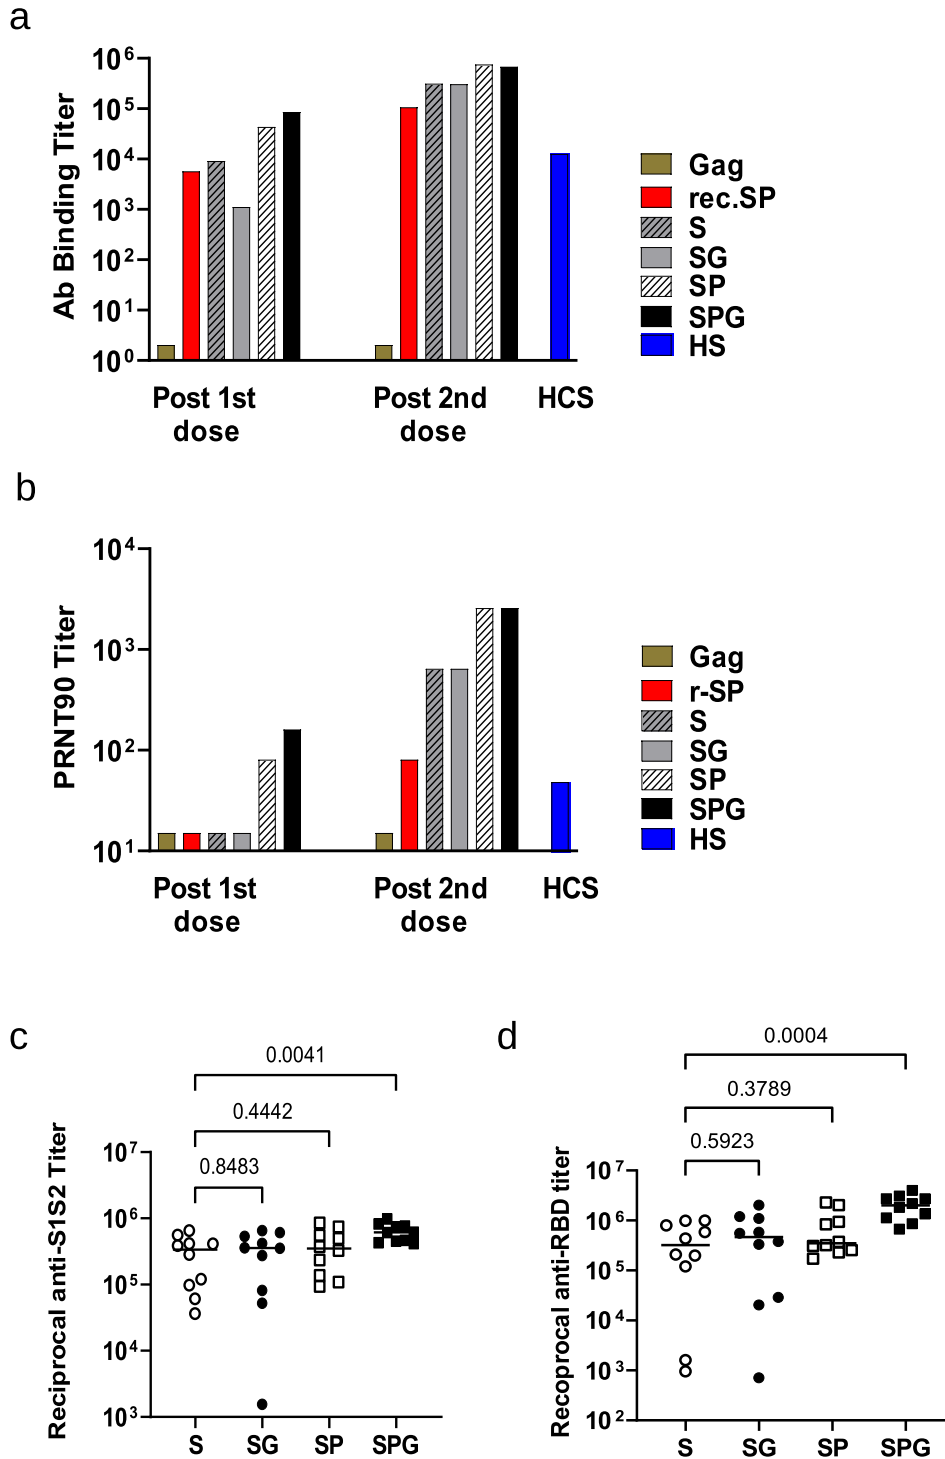 a
Ab Binding Titer
10⁶
10⁵
10⁴
10³
10²
10¹
10⁰
Post 1st
dose
Post 2nd
dose
HCS
Gag
rec.SP
S
SG
SP
SPG
HS
b
PRNT90 Titer
10⁴
10³
10²
10¹
Post 1st
dose
Post 2nd
dose
HCS
Gag
r-SP
S
SG
SP
SPG
HS
c
0.0041
0.4442
0.8483
Reciprocal anti-S1S2 Titer
10⁷
10⁶
10⁵
10⁴
10³
S SG SP SPG
d
0.0004
0.3789
0.5923
Recoprocal anti-RBD titer
10⁷
10⁶
10⁵
10⁴
10³
10²
S SG SP SPG